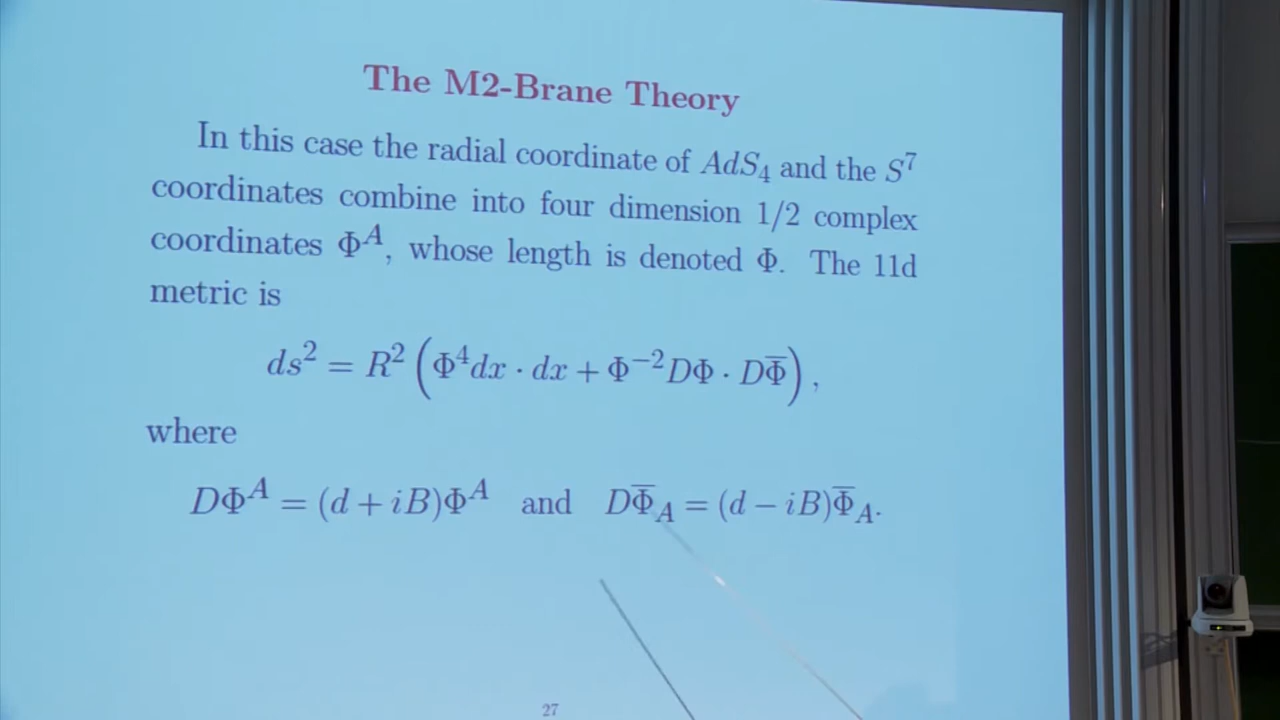 The M2-Brane Theory
In this case the radial coordinate of AdS₄ and the S⁷
coordinates combine into four dimension 1/2 complex
coordinates Φᴬ, whose length is denoted Φ. The 11d
metric is
ds² = R² (Φ⁴dx · dx + Φ⁻²DΦ · DΦ̅),
where
DΦᴬ = (d + iB)Φᴬ and DΦ̅_A = (d − iB)Φ̅_A.
27